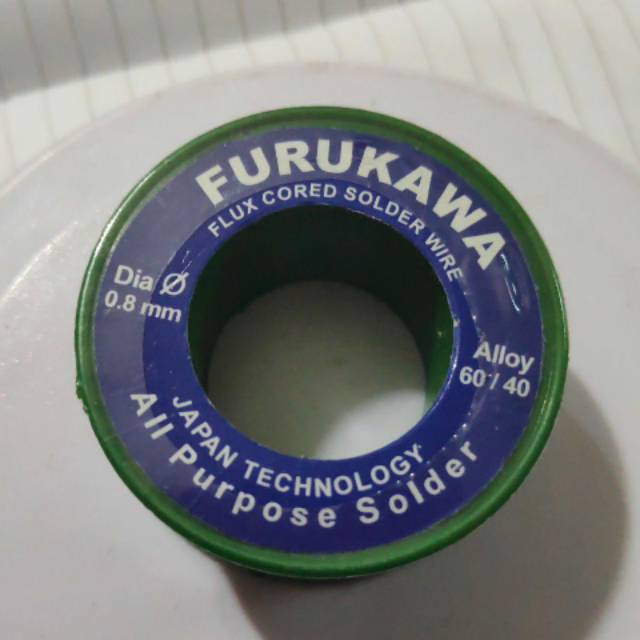 FURUKAWA
FLUX CORED SOLDER WIRE
Dia Ø
0.8 mm
Alloy
60 / 40
JAPAN TECHNOLOGY
All Purpose Solder